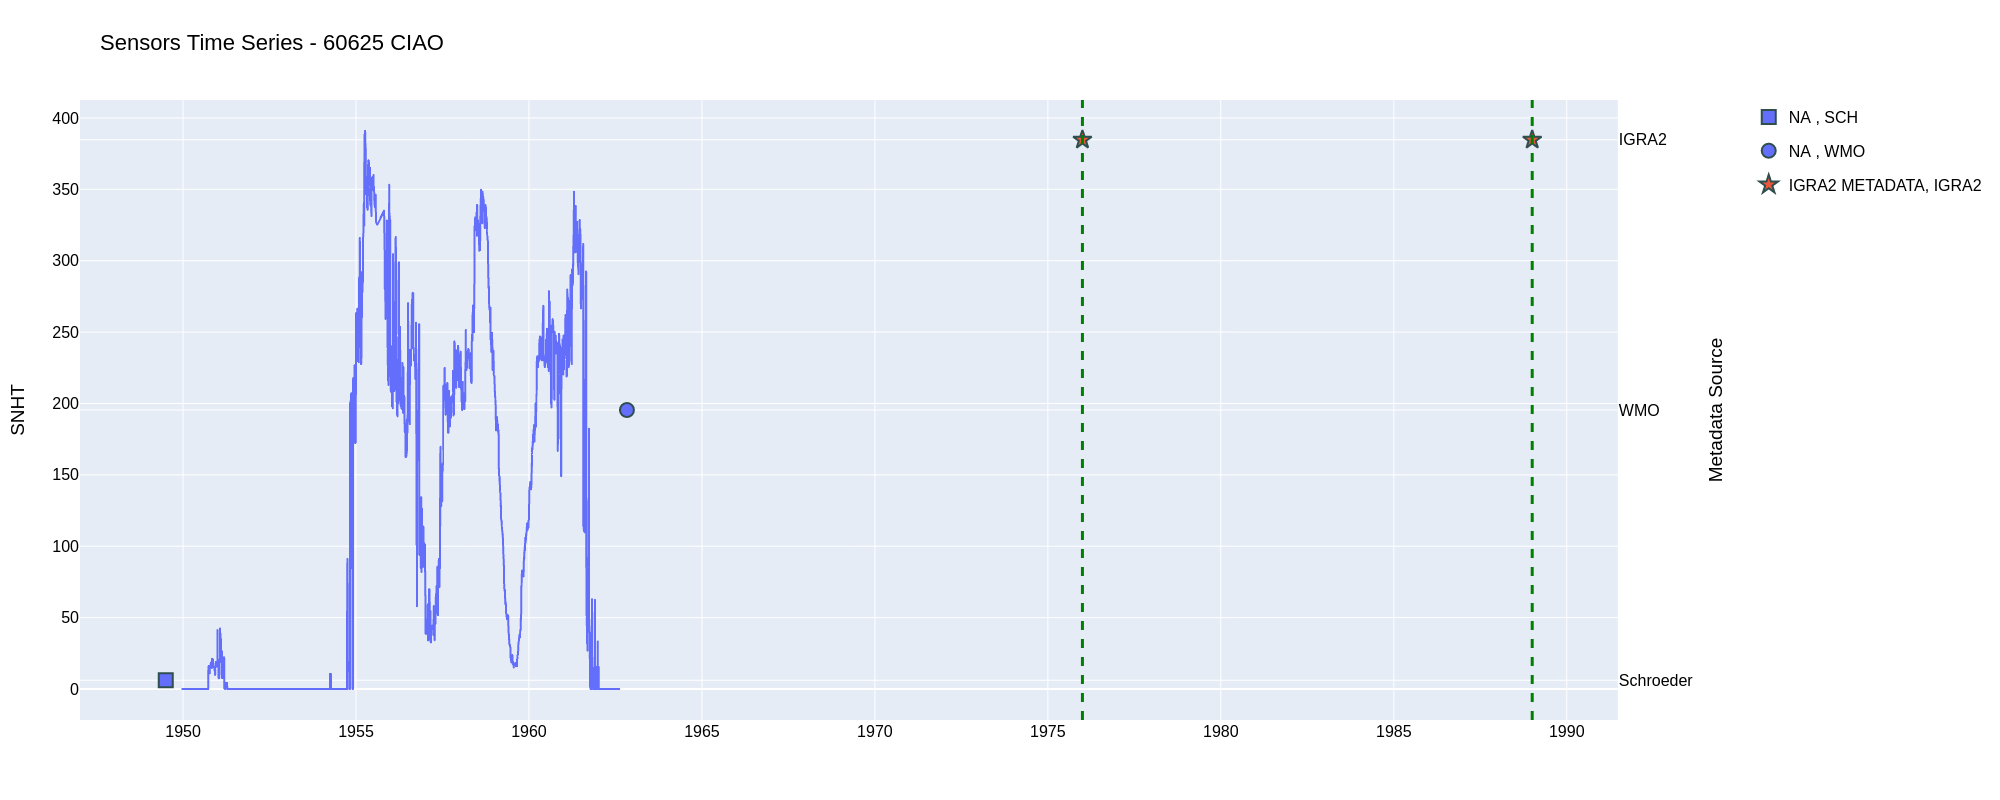 Sensors Time Series - 60625 CIAO
400
350
300
250
200
150
100
50
0
SNHT
1950
1955
1960
1965
1970
1975
1980
1985
1990
IGRA2
WMO
Schroeder
Metadata Source
NA , SCH
NA , WMO
IGRA2 METADATA, IGRA2